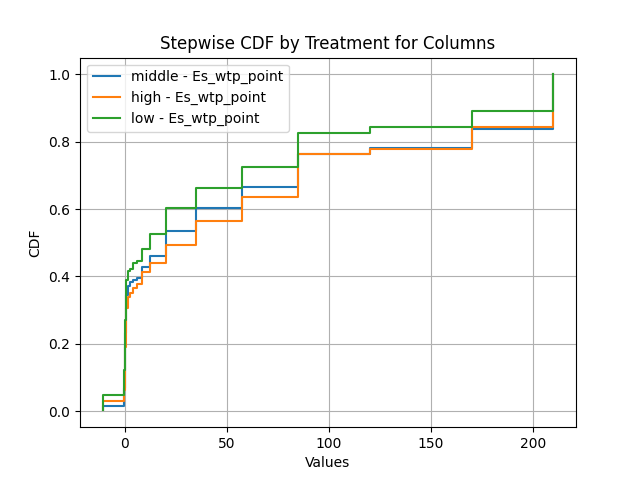 Stepwise CDF by Treatment for Columns
middle - Es_wtp_point
high - Es_wtp_point
low - Es_wtp_point
1.0
0.8
0.6
0.4
0.2
0.0
CDF
0
50
100
150
200
Values